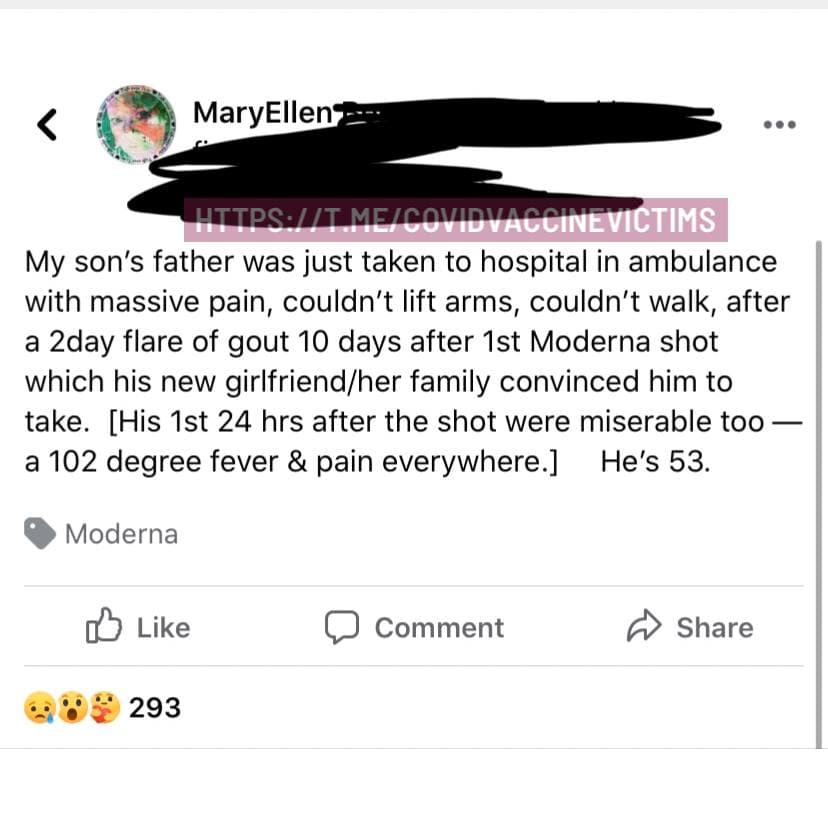 MaryEllen
HTTPS://T.ME/COVIDVACCINEVICTIMS
My son's father was just taken to hospital in ambulance
with massive pain, couldn't lift arms, couldn't walk, after
a 2day flare of gout 10 days after 1st Moderna shot
which his new girlfriend/her family convinced him to
take.  [His 1st 24 hrs after the shot were miserable too —
a 102 degree fever & pain everywhere.]     He's 53.
Moderna
Like Comment Share
293